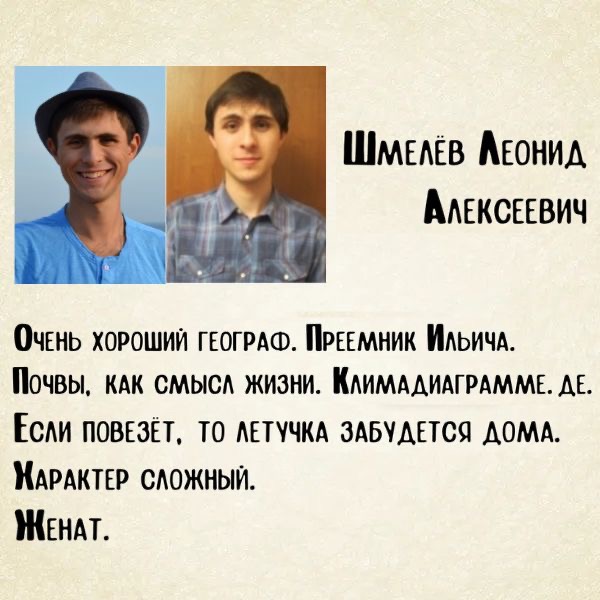 Шмелёв Леонид
Алексеевич
Очень хороший географ. Преемник Ильича.
Почвы, как смысл жизни. Климадиаграмме.де.
Если повезёт, то летучка забудется дома.
Характер сложный.
Женат.